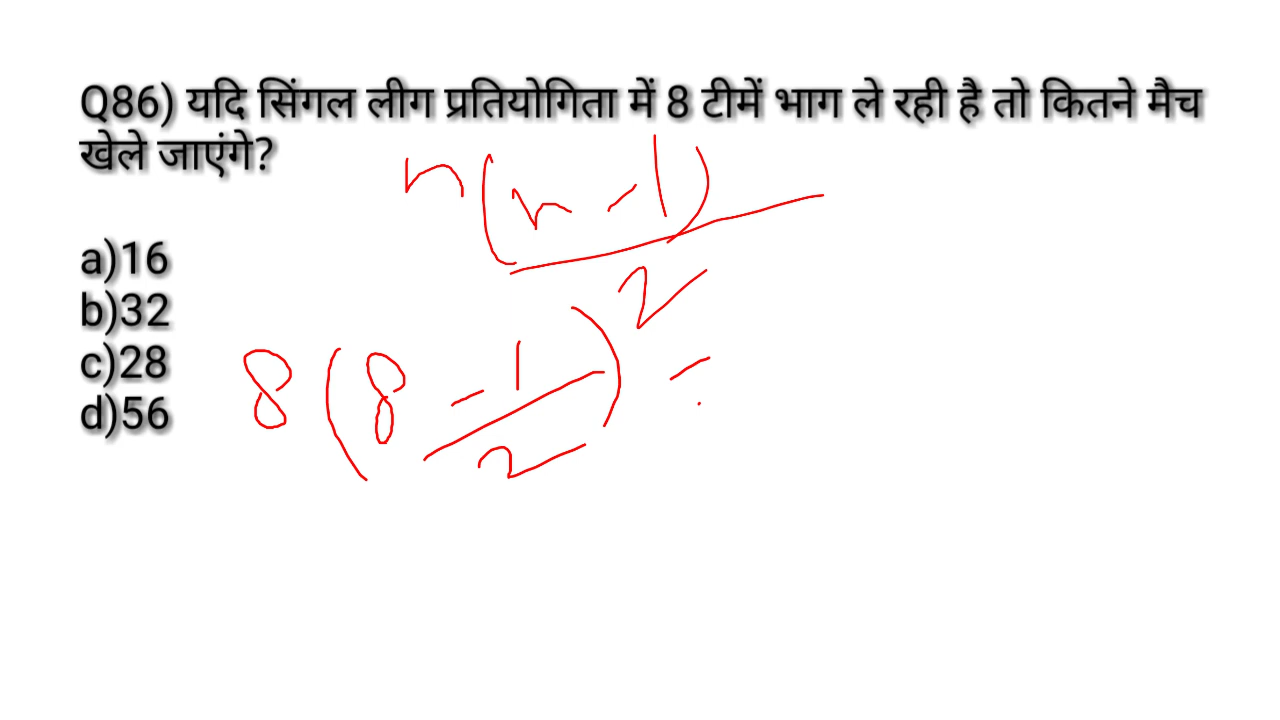 Q86) यदि सिंगल लीग प्रतियोगिता में 8 टीमें भाग ले रही है तो कितने मैच
खेले जाएंगे?
n(n-1)
2
a)16
b)32
c)28
d)56
8(8-1) =
2